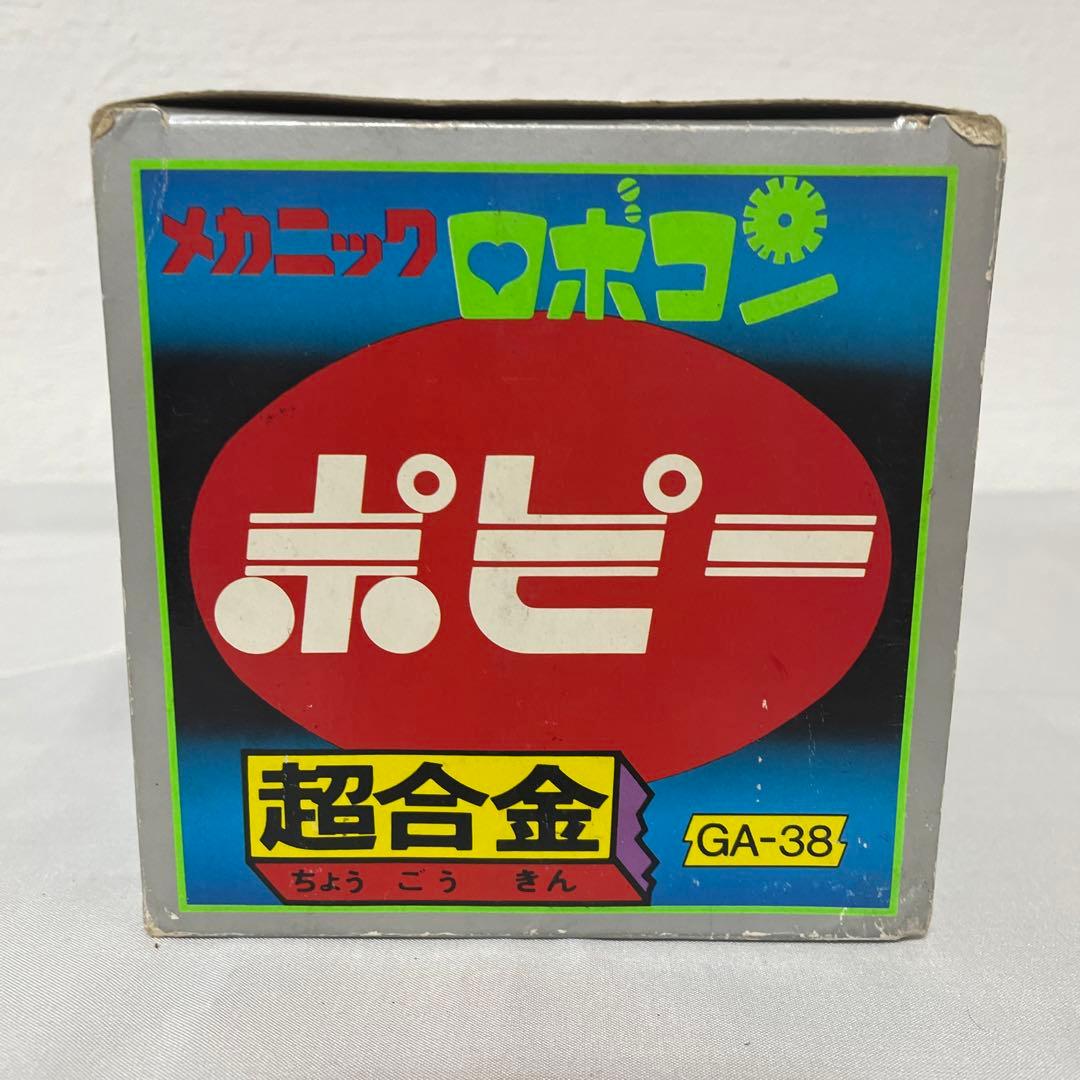 メカニック ロボコン
ポピー
超合金
ちょう ごう きん
GA-38